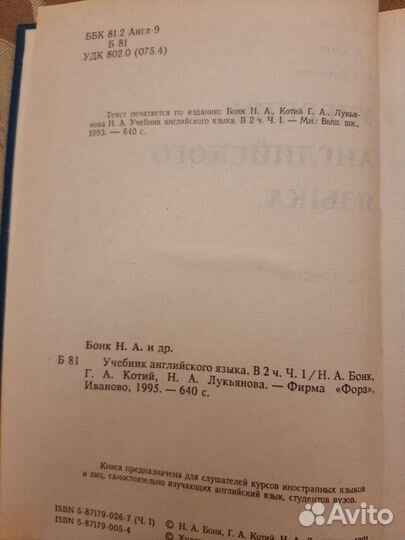 ББК 81.2 Англ-9
Б 81
УДК 802.0 (075.4)
Текст печатается по изданию: Бонк Н. А., Котий Г. А., Лукья-
нова Н. А. Учебник английского языка. В 2 ч. Ч. I. — Мн.: Выш. шк.,
1993. — 640 с.
АНГЛИЙСКОГО
ЯЗЫКА
Бонк Н. А. и др.
Б 81 Учебник английского языка. В 2 ч. Ч. 1/Н. А. Бонк,
Г. А. Котий, Н. А. Лукьянова. — Фирма «Фора»,
Иваново, 1995. — 640 с.
Книга предназначена для слушателей курсов иностранных языков
и лиц, самостоятельно изучающих английский язык, студентов вузов.
ISBN 5-87179-026-7 (Ч. I)
ISBN 5-87179-005-4
© Н. А. Бонк, Г. А. Котий, Н.
©
Avito